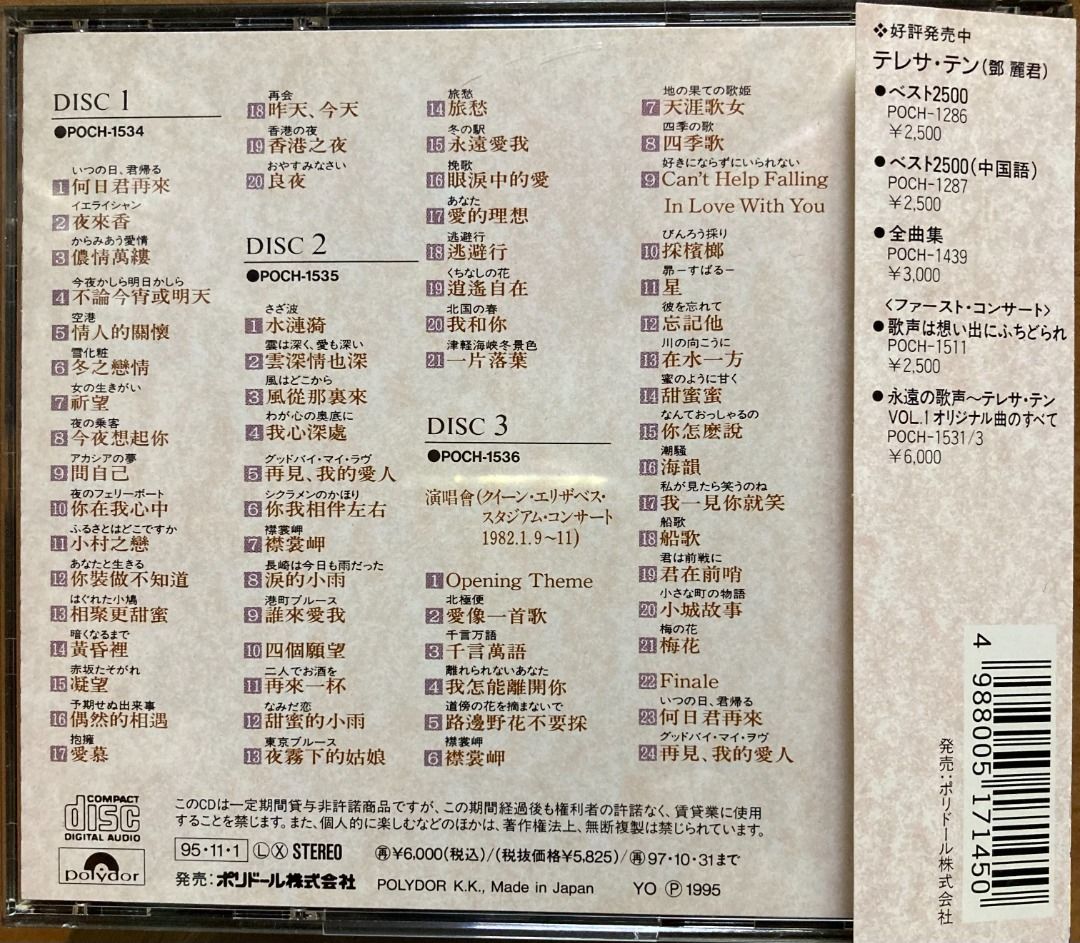 DISC 1
●POCH-1534
いつの日、君帰る
1 何日君再來
イエライシャン
2 夜來香
からみあう愛情
3 儂情萬縷
今夜かしら明日かしら
4 不論今宵或明天
空港
5 情人的關懷
雪化粧
6 冬之戀情
女の生きがい
7 祈望
夜の乗客
8 今夜想起你
アカシアの夢
9 問自己
夜のフェリーボート
10 你在我心中
ふるさとはどこですか
11 小村之戀
あなたと生きる
12 你裝做不知道
はぐれた小鳩
13 相聚更甜蜜
暗くなるまで
14 黃昏裡
赤坂たそがれ
15 凝望
予期せぬ出来事
16 偶然的相遇
抱擁
17 愛慕
再会
18 昨天、今天
香港の夜
19 香港之夜
おやすみなさい
20 良夜
DISC 2
●POCH-1535
さざ波
1 水漣漪
雲は深く、愛も深い
2 雲深情也深
風はどこから
3 風從那裏來
わが心の奥底に
4 我心深處
グッドバイ・マイ・ラヴ
5 再見、我的愛人
シクラメンのかほり
6 你我相伴左右
襟裳岬
7 襟裳岬
長崎は今日も雨だった
8 淚的小雨
港町ブルース
9 誰來愛我
10 四個願望
二人でお酒を
11 再來一杯
なみだ恋
12 甜蜜的小雨
東京ブルース
13 夜霧下的姑娘
旅愁
14 旅愁
冬の駅
15 永遠愛我
挽歌
16 眼淚中的愛
あなた
17 愛的理想
逃避行
18 逃避行
くちなしの花
19 逍遙自在
北国の春
20 我和你
津軽海峡冬景色
21 一片落葉
DISC 3
●POCH-1536
演唱會(クイーン・エリザベス・
スタジアム・コンサート
1982.1.9〜11)
1 Opening Theme
北極便
2 愛像一首歌
千言万語
3 千言萬語
離れられないあなた
4 我怎能離開你
道傍の花を摘まないで
5 路邊野花不要採
襟裳岬
6 襟裳岬
地の果ての歌姫
7 天涯歌女
四季の歌
8 四季歌
好きにならずにいられない
9 Can't Help Falling
In Love With You
びんろう採り
10 採檳榔
昴ーすばるー
11 星
彼を忘れて
12 忘記他
川の向こうに
13 在水一方
蜜のように甘く
14 甜蜜蜜
なんておっしゃるの
15 你怎麽說
潮騒
16 海韻
私が見たら笑うのね
17 我一見你就笑
船歌
18 船歌
君は前戦に
19 君在前哨
小さな町の物語
20 小城故事
梅の花
21 梅花
22 Finale
いつの日、君帰る
23 何日君再來
グッドバイ・マイ・ラヴ
24 再見、我的愛人
COMPACT
disc
DIGITAL AUDIO
polydor
このCDは一定期間貸与非許諾商品ですが、この期間経過後も権利者の許諾なく、賃貸業に使用
することを禁じます。また、個人的に楽しむなどのほかは、著作権法上、無断複製は禁じられています。
95・11・1 Ⓛ Ⓧ STEREO
㊣¥6,000(税込)/(税抜価格¥5,825)/㊣97・10・31まで
発売:ポリドール株式会社
POLYDOR K.K., Made in Japan
YO Ⓟ 1995
❖好評発売中
テレサ・テン(鄧 麗君)
●ベスト2500
POCH-1286
¥2,500
●ベスト2500(中国語)
POCH-1287
¥2,500
●全曲集
POCH-1439
¥3,000
〈ファースト・コンサート〉
●歌声は想い出にふちどられ
POCH-1511
¥2,500
●永遠の歌声〜テレサ・テン
VOL.1 オリジナル曲のすべて
POCH-1531/3
¥6,000
4 988005 171450
発売:ポリドール株式会社